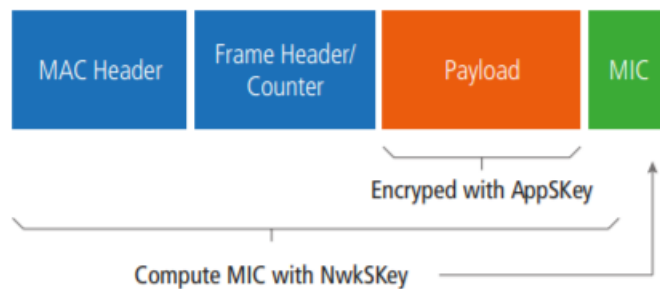 MAC Header
Frame Header/
Counter
Payload
MIC
Encryped with AppSKey
Compute MIC with NwkSKey